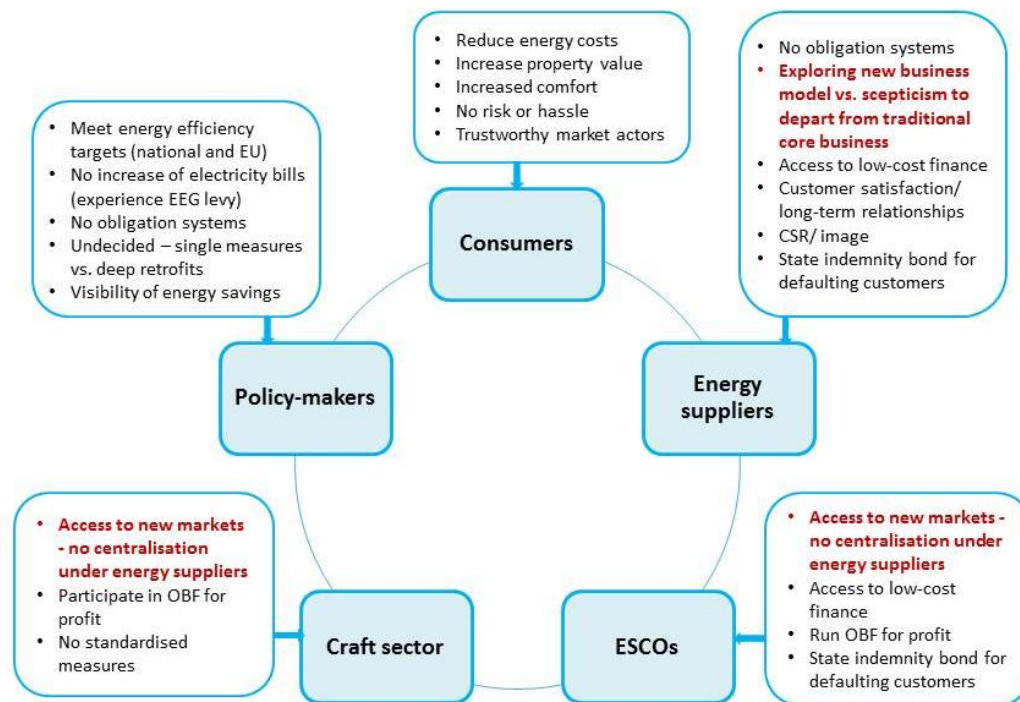 • Reduce energy costs
• Increase property value
• Increased comfort
• No risk or hassle
• Trustworthy market actors
Consumers
• No obligation systems
• Exploring new business
model vs. scepticism to
depart from traditional
core business
• Access to low-cost finance
• Customer satisfaction/
long-term relationships
• CSR/ image
• State indemnity bond for
defaulting customers
Energy
suppliers
• Meet energy efficiency
targets (national and EU)
• No increase of electricity bills
(experience EEG levy)
• No obligation systems
• Undecided – single measures
vs. deep retrofits
• Visibility of energy savings
Policy-makers
• Access to new markets
- no centralisation
under energy suppliers
• Participate in OBF for
profit
• No standardised
measures
Craft sector
• Access to new markets -
no centralisation under
energy suppliers
• Access to low-cost
finance
• Run OBF for profit
• State indemnity bond for
defaulting customers
ESCOs